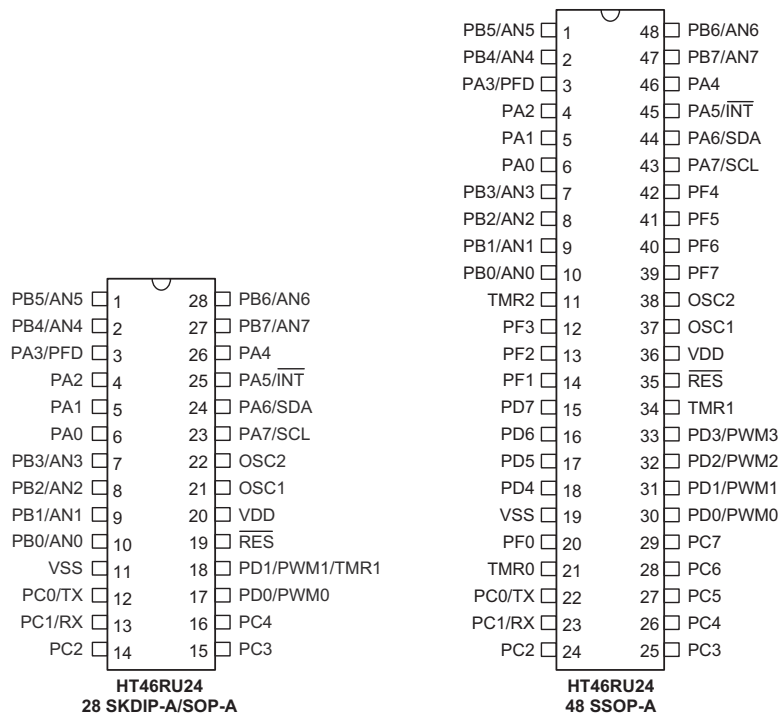 PB5/AN5 1 28 PB6/AN6
PB4/AN4 2 27 PB7/AN7
PA3/PFD 3 26 PA4
PA2 4 25 PA5/INT
PA1 5 24 PA6/SDA
PA0 6 23 PA7/SCL
PB3/AN3 7 22 OSC2
PB2/AN2 8 21 OSC1
PB1/AN1 9 20 VDD
PB0/AN0 10 19 RES
VSS 11 18 PD1/PWM1/TMR1
PC0/TX 12 17 PD0/PWM0
PC1/RX 13 16 PC4
PC2 14 15 PC3
HT46RU24
28 SKDIP-A/SOP-A
PB5/AN5 1 48 PB6/AN6
PB4/AN4 2 47 PB7/AN7
PA3/PFD 3 46 PA4
PA2 4 45 PA5/INT
PA1 5 44 PA6/SDA
PA0 6 43 PA7/SCL
PB3/AN3 7 42 PF4
PB2/AN2 8 41 PF5
PB1/AN1 9 40 PF6
PB0/AN0 10 39 PF7
TMR2 11 38 OSC2
PF3 12 37 OSC1
PF2 13 36 VDD
PF1 14 35 RES
PD7 15 34 TMR1
PD6 16 33 PD3/PWM3
PD5 17 32 PD2/PWM2
PD4 18 31 PD1/PWM1
VSS 19 30 PD0/PWM0
PF0 20 29 PC7
TMR0 21 28 PC6
PC0/TX 22 27 PC5
PC1/RX 23 26 PC4
PC2 24 25 PC3
HT46RU24
48 SSOP-A